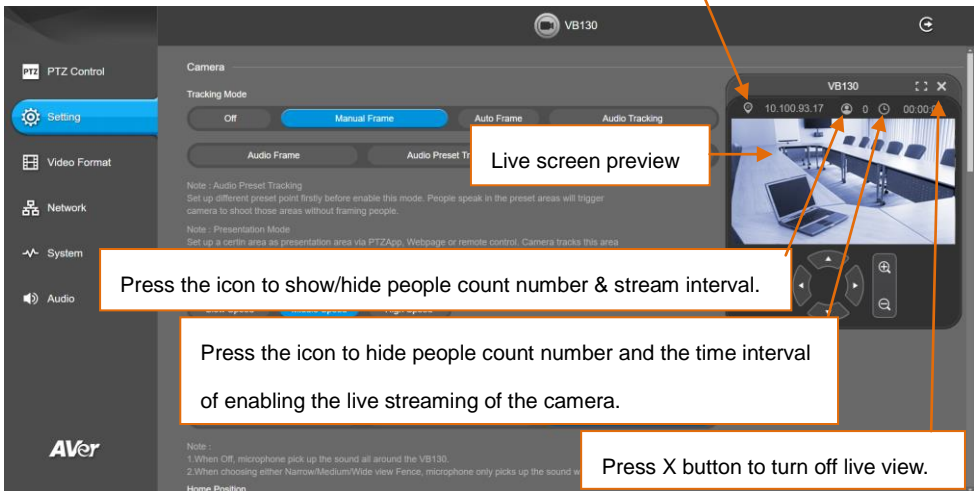 VB130
PTZ PTZ Control
Setting
Video Format
Network
System
Audio
AVer
Camera
Tracking Mode
Off Manual Frame Auto Frame Audio Tracking
Audio Frame Audio Preset
Note : Audio Preset Tracking
Set up different preset point firstly before enable this mode. People speak in the preset areas will trigger
camera to shoot those areas without framing people.
Note : Presentation Mode
Set up a certin area as presentation area via PTZApp, Webpage or remote control. Camera tracks this area
VB130
10.100.93.17 0 00:00:
Live screen preview
Press the icon to show/hide people count number & stream interval.
Press the icon to hide people count number and the time interval
of enabling the live streaming of the camera.
Note :
1.When Off, microphone pick up the sound all around the VB130.
2.When choosing either Narrow/Medium/Wide view Fence, microphone only picks up the sound
Home Position
Press X button to turn off live view.